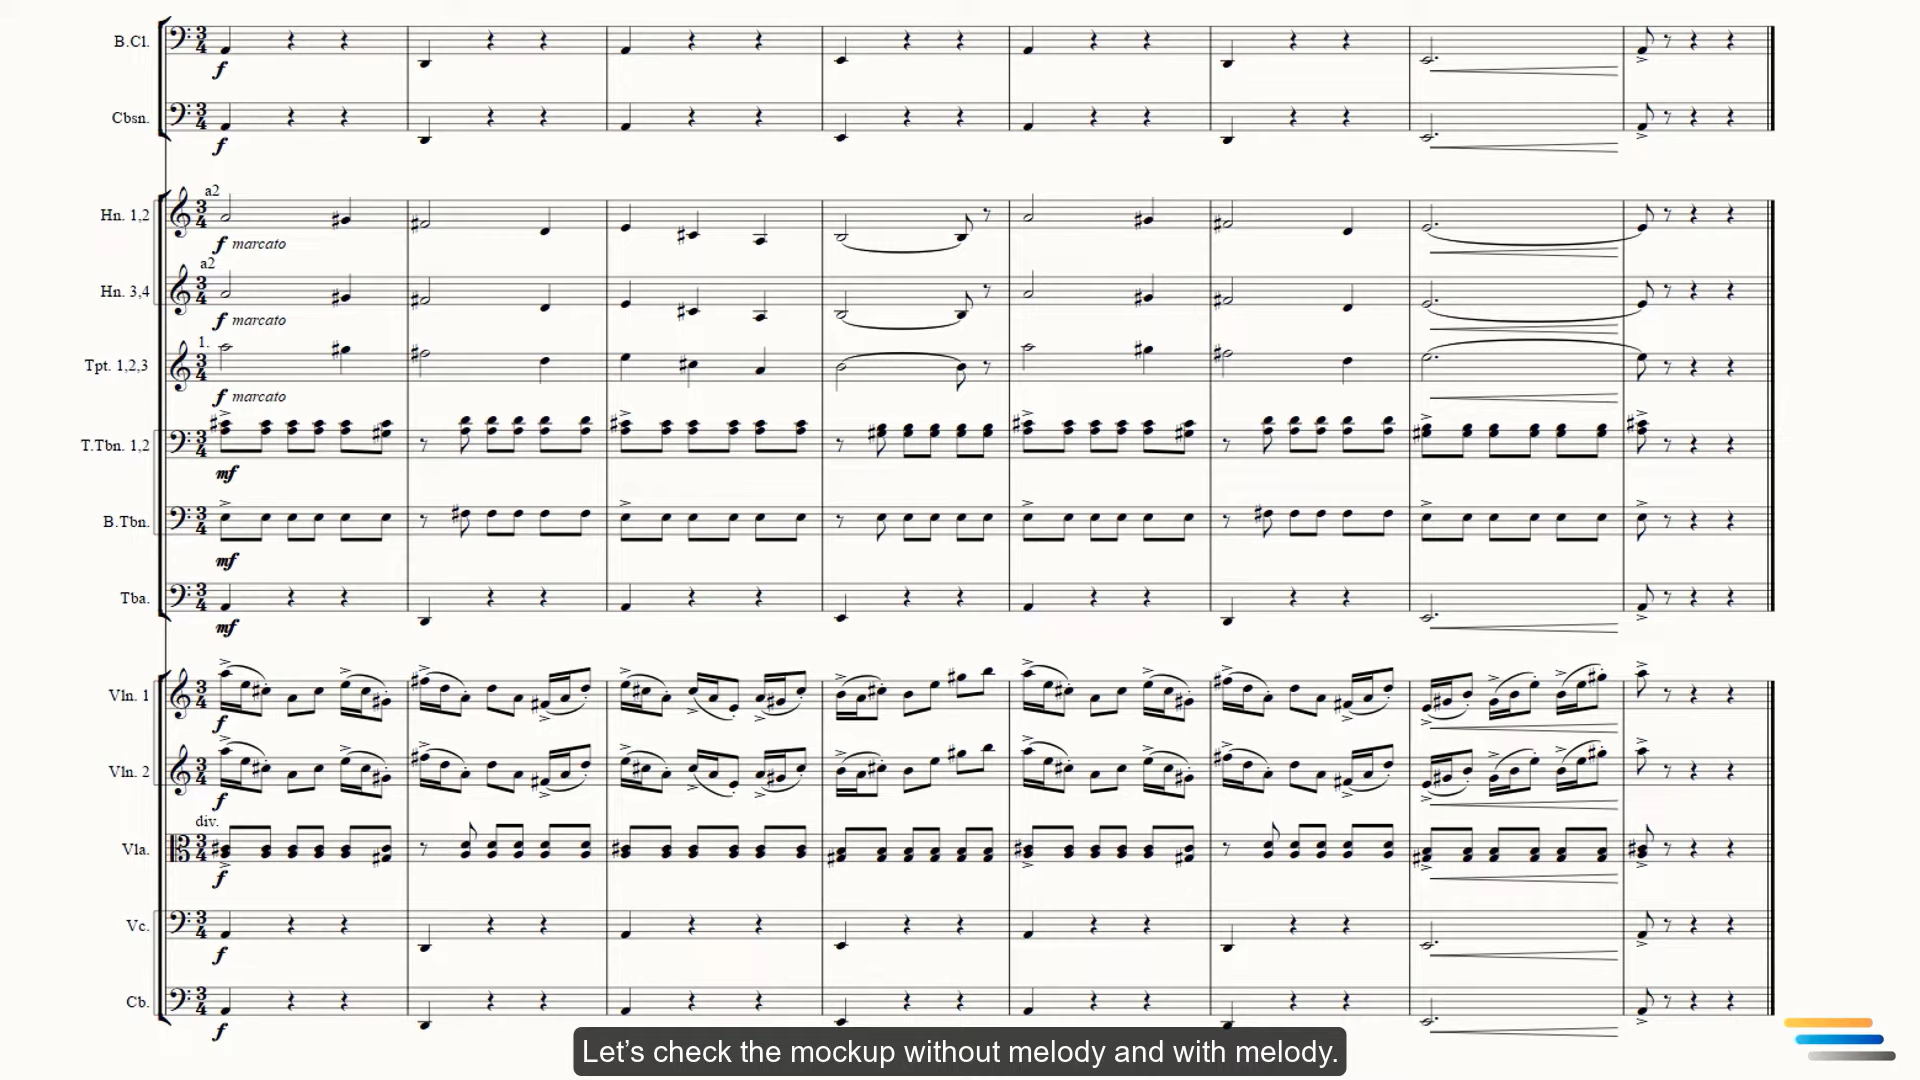 B.Cl.
f
Cbsn.
f
a2
Hn. 1,2
f marcato
a2
Hn. 3,4
f marcato
1.
Tpt. 1,2,3
f marcato
T.Tbn. 1,2
mf
B.Tbn.
mf
Tba.
mf
Vln. 1
f
Vln. 2
f
div.
Vla.
f
Vc.
f
Cb.
f
Let’s check the mockup without melody and with melody.